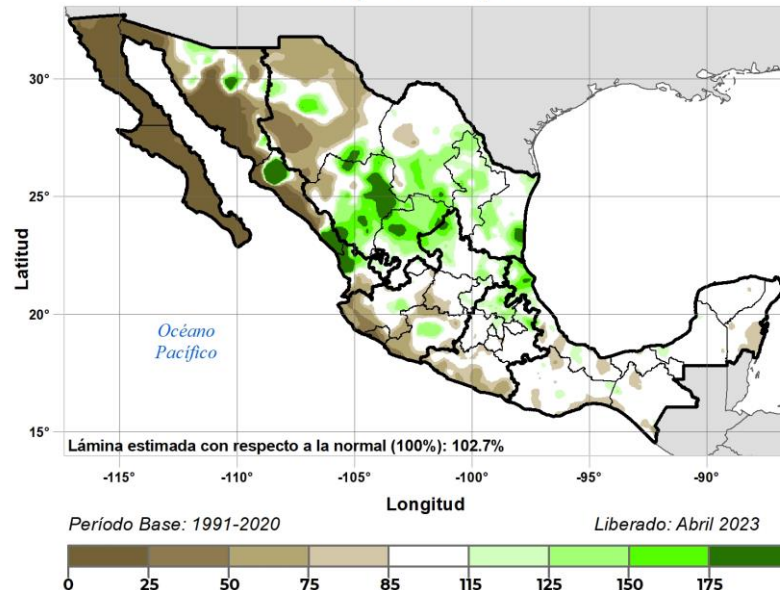 30°
25°
20°
15°
Latitud
Océano
Pacífico
Lámina estimada con respecto a la normal (100%): 102.7%
-115° -110° -105° -100° -95° -90°
Longitud
Período Base: 1991-2020 Liberado: Abril 2023
0 25 50 75 85 115 125 150 175